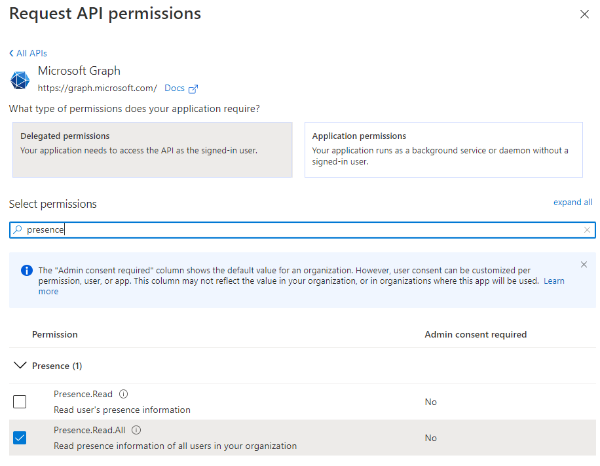 Request API permissions
All APIs
Microsoft Graph
https://graph.microsoft.com/ Docs
What type of permissions does your application require?
Delegated permissions
Your application needs to access the API as the signed-in user.
Application permissions
Your application runs as a background service or daemon without a
signed-in user.
Select permissions
expand all
presence
The "Admin consent required" column shows the default value for an organization. However, user consent can be customized per
permission, user, or app. This column may not reflect the value in your organization, or in organizations where this app will be used. Learn
more
Permission
Admin consent required
Presence (1)
Presence.Read
Read user's presence information
No
Presence.Read.All
Read presence information of all users in your organization
No